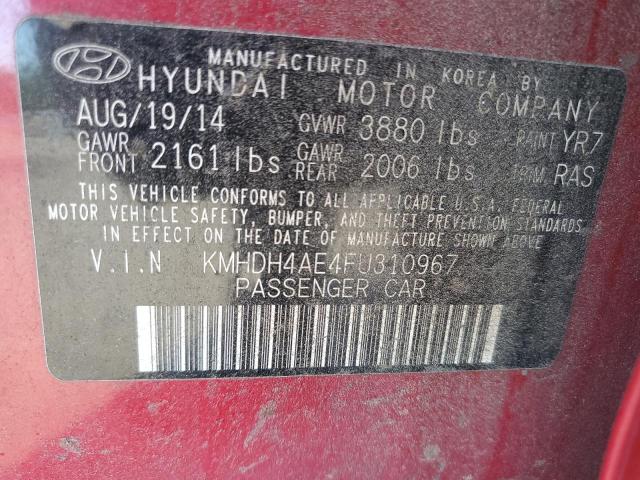 MANUFACTURED IN KOREA BY
HYUNDAI MOTOR COMPANY
AUG/19/14 GVWR 3880 lbs PAINT YR7
GAWR FRONT 2161 lbs GAWR REAR 2006 lbs TRIM RAS
THIS VEHICLE CONFORMS TO ALL APPLICABLE U.S.A. FEDERAL
MOTOR VEHICLE SAFETY, BUMPER, AND THEFT PREVENTION STANDARDS
IN EFFECT ON THE DATE OF MANUFACTURE SHOWN ABOVE.
V.I.N KMHDH4AE4FU310967
PASSENGER CAR